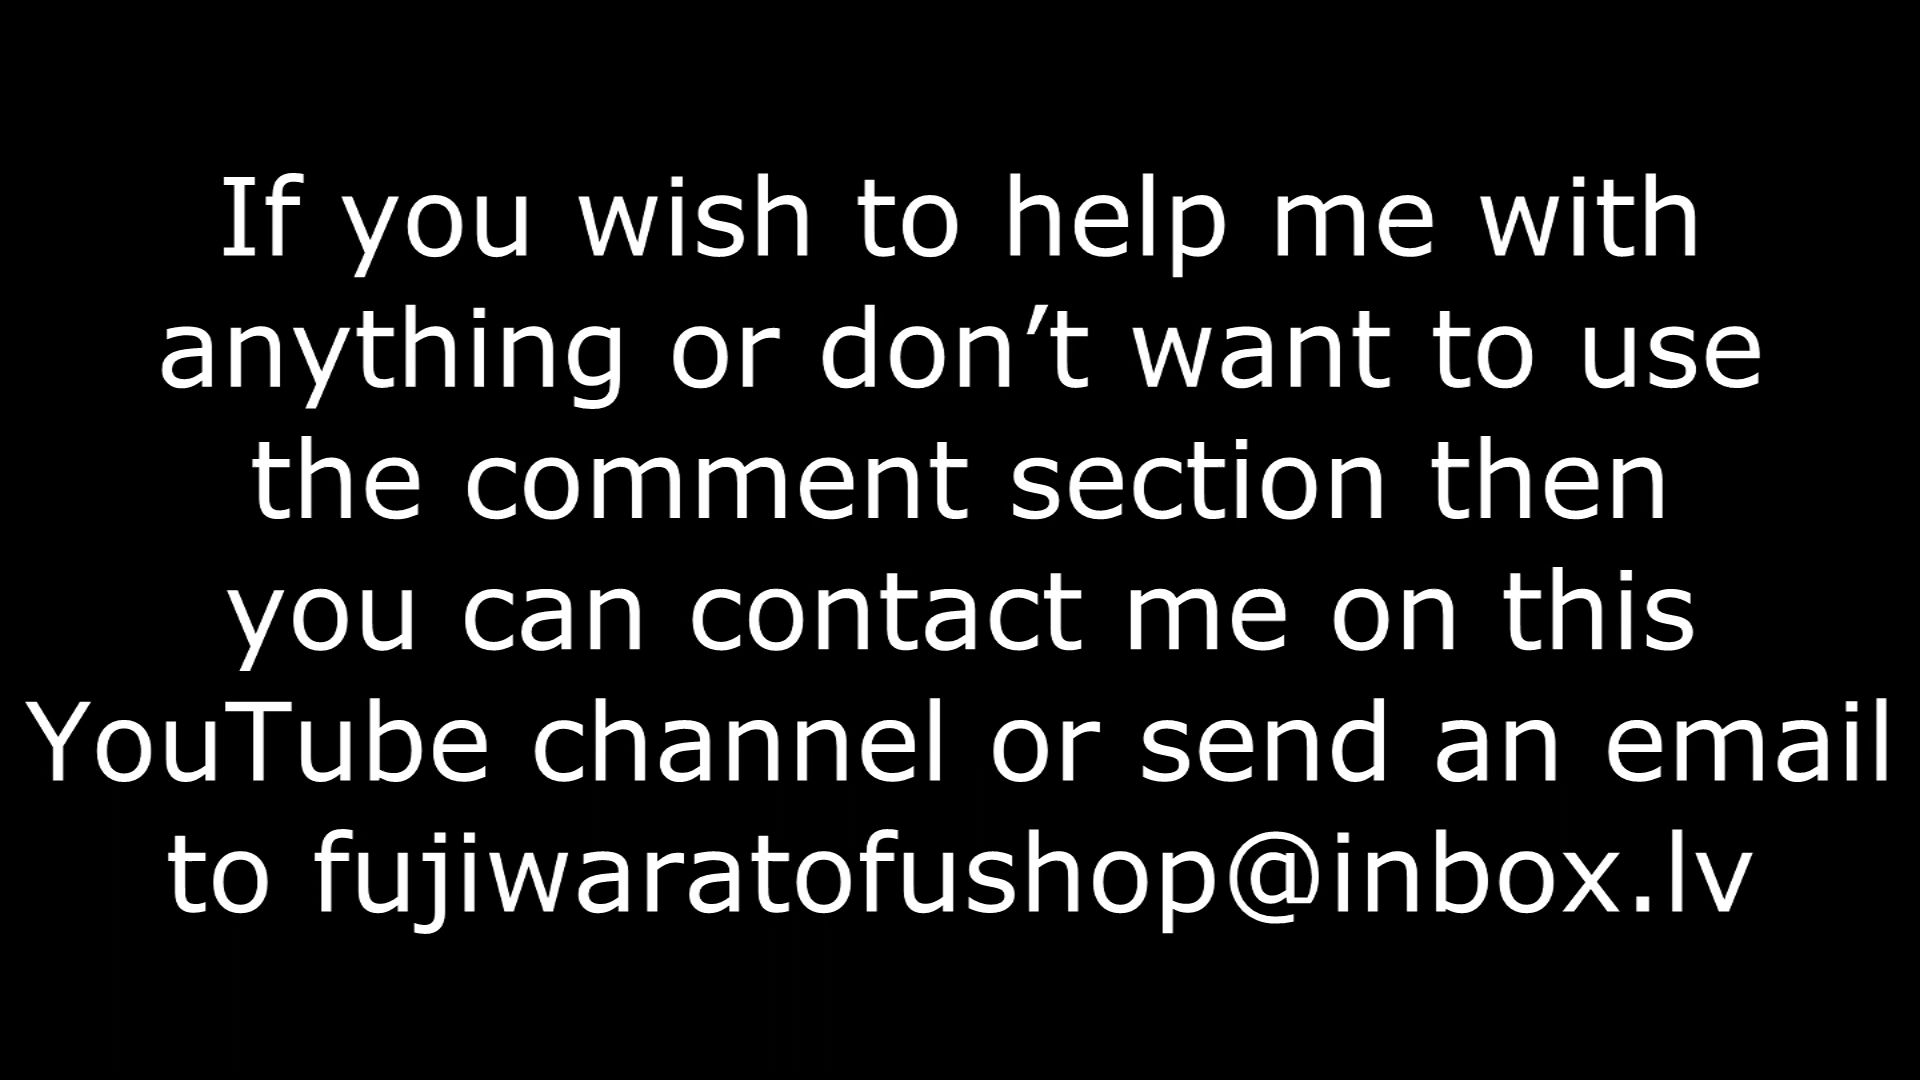 If you wish to help me with
anything or don’t want to use
the comment section then
you can contact me on this
YouTube channel or send an email
to fujiwaratofushop@inbox.lv